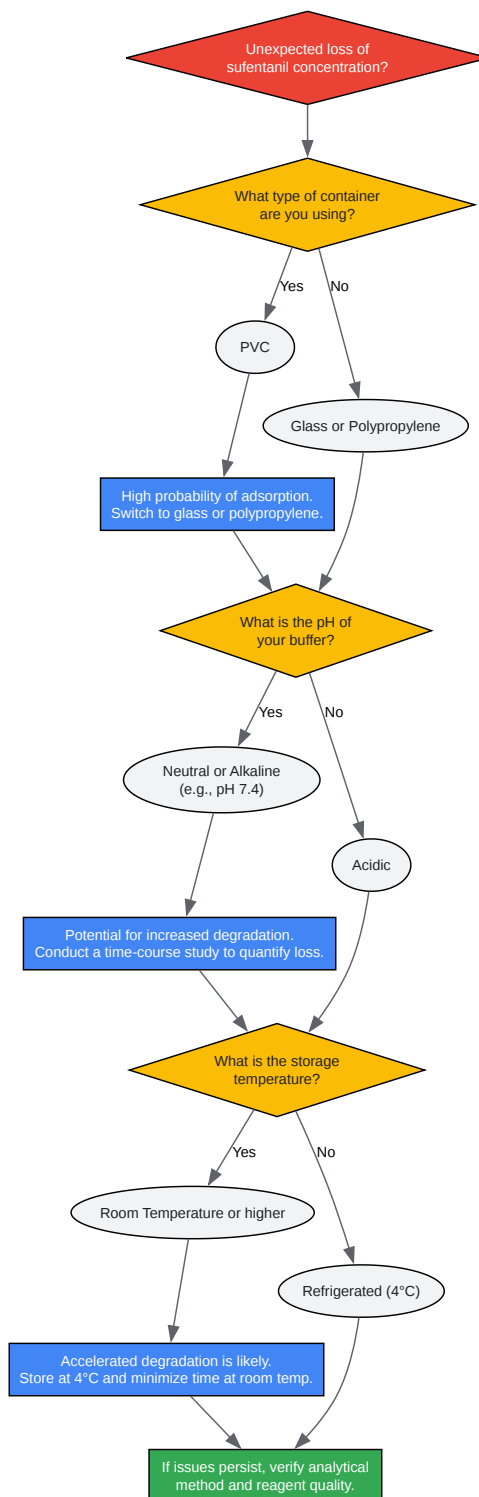 Unexpected loss of
sufentanil concentration?
What type of container
are you using?
Yes
No
PVC
Glass or Polypropylene
High probability of adsorption.
Switch to glass or polypropylene.
What is the pH of
your buffer?
Yes
No
Neutral or Alkaline
(e.g., pH 7.4)
Acidic
Potential for increased degradation.
Conduct a time-course study to quantify loss.
What is the storage
temperature?
Yes
No
Room Temperature or higher
Refrigerated (4°C)
Accelerated degradation is likely.
Store at 4°C and minimize time at room temp.
If issues persist, verify analytical
method and reagent quality.